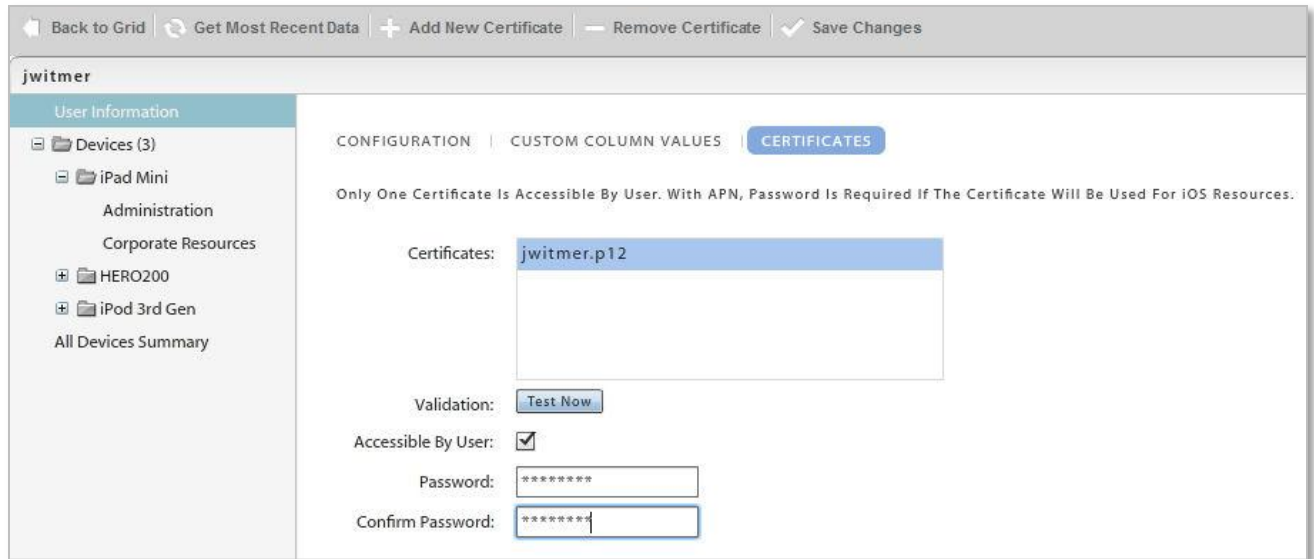 Back to Grid Get Most Recent Data Add New Certificate Remove Certificate Save Changes
jwitmer
User Information
Devices (3)
iPad Mini
Administration
Corporate Resources
HERO200
iPod 3rd Gen
All Devices Summary
CONFIGURATION | CUSTOM COLUMN VALUES | CERTIFICATES
Only One Certificate Is Accessible By User. With APN, Password Is Required If The Certificate Will Be Used For iOS Resources.
Certificates: jwitmer.p12
Validation: Test Now
Accessible By User:
Password: ********
Confirm Password: ********